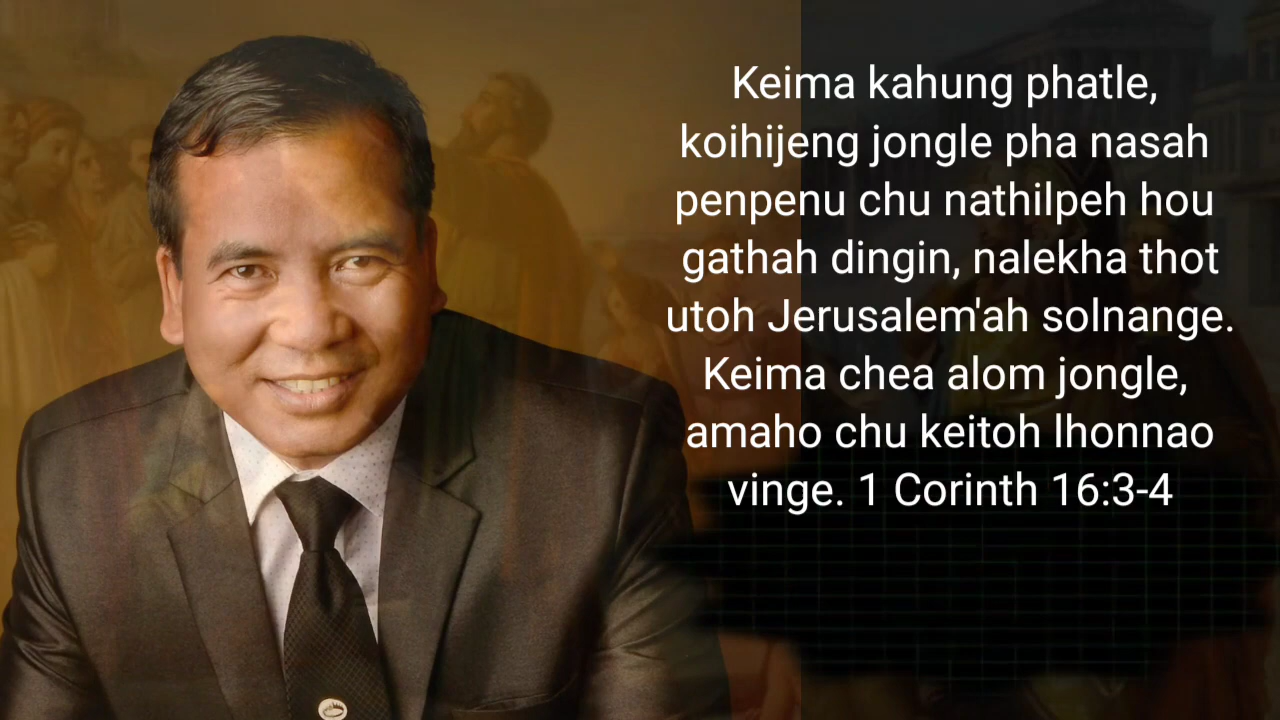 Keima kahung phatle,
koihijeng jongle pha nasah
penpenu chu nathilpeh hou
gathah dingin, nalekha thot
utoh Jerusalem'ah solnange.
Keima chea alom jongle,
amaho chu keitoh lhonnao
vinge. 1 Corinth 16:3-4